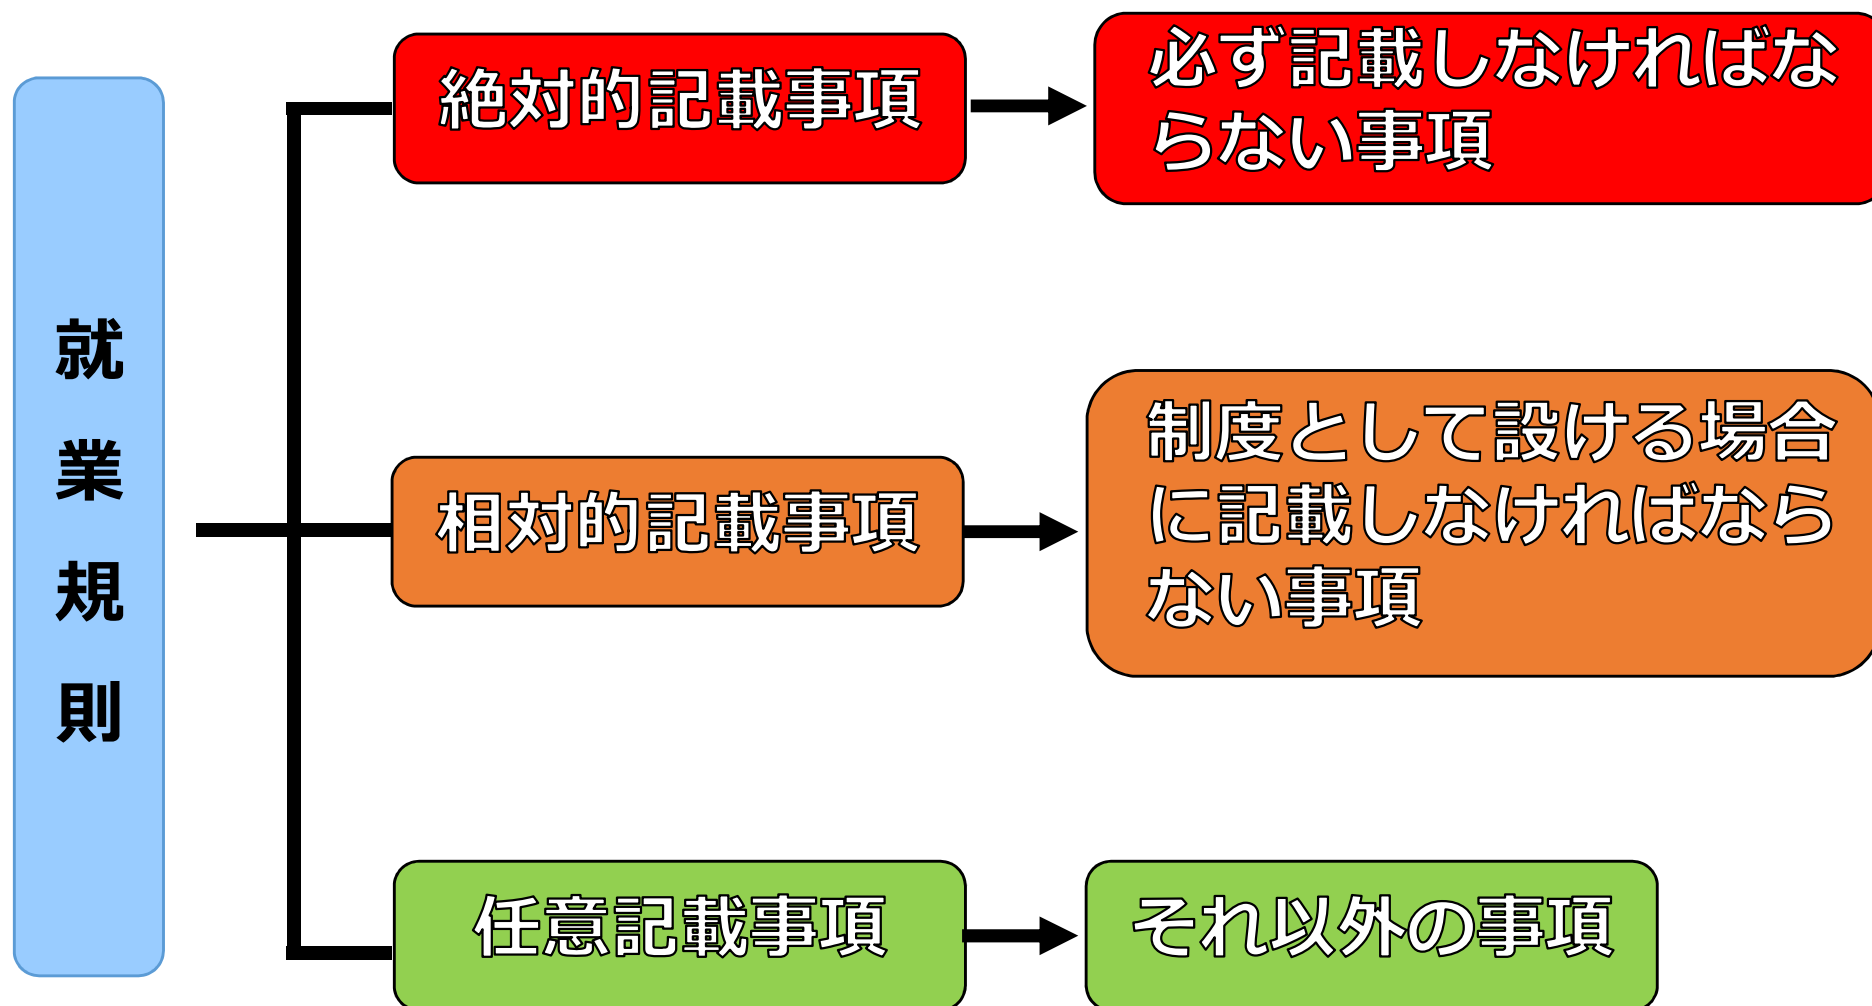 就業規則
絶対的記載事項
必ず記載しなければな
らない事項
相対的記載事項
制度として設ける場合
に記載しなければなら
ない事項
任意記載事項
それ以外の事項